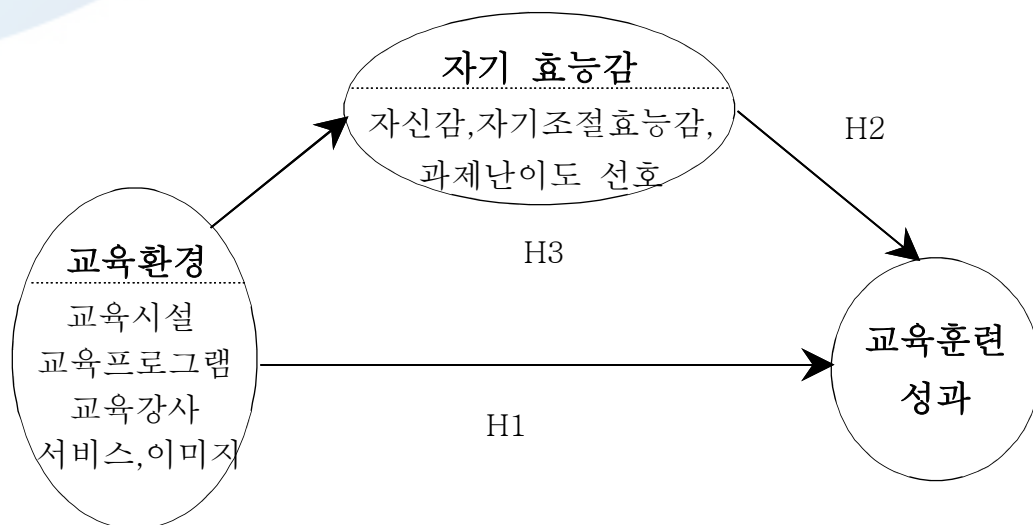 자기 효능감
자신감,자기조절효능감,
과제난이도 선호
H2
H3
교육환경
교육시설
교육프로그램
교육강사
서비스,이미지
H1
교육훈련
성과